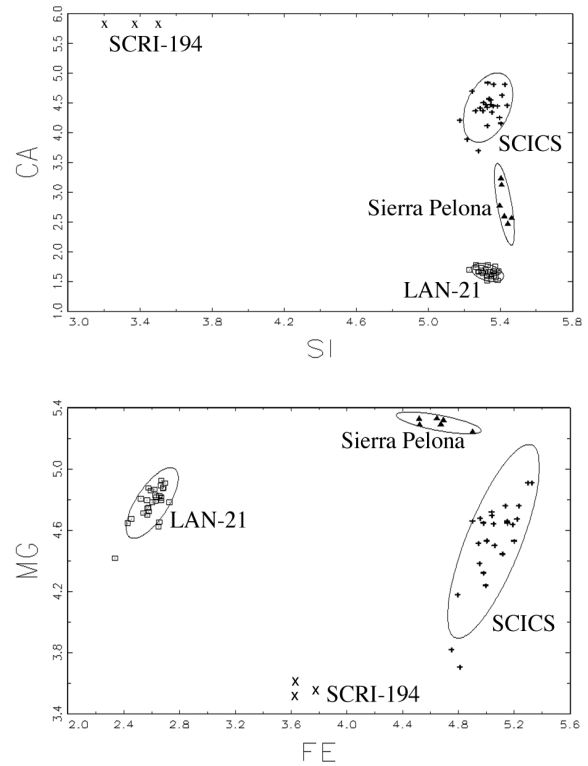 6.0
SCRI-194
5.0
4.5
4.0
3.5
3.0
2.5
2.0
1.5
1.0
5.5
CA
SCICS
Sierra Pelona
LAN-21
3.0 3.4 3.8 4.2 4.6 5.0 5.4 5.8
SI
5.4
5.0
4.6
4.2
3.8
3.4
MG
Sierra Pelona
LAN-21
SCICS
SCRI-194
2.0 2.4 2.8 3.2 3.6 4.0 4.4 4.8 5.2 5.6
FE